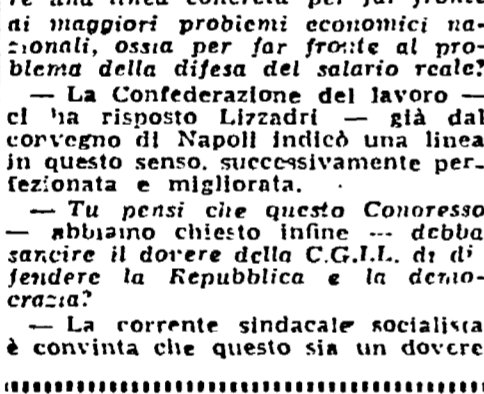 re una linea concreta per far fronte
ai maggiori problemi economici na-
zionali, ossia per far fronte al pro-
blema della difesa del salario reale?
— La Confederazione del lavoro —
ci ha risposto Lizzadri — già dal
convegno di Napoli indicò una linea
in questo senso, successivamente per-
fezionata e migliorata.
— Tu pensi che questo Congresso
— abbiamo chiesto infine — debba
sancire il dovere della C.G.I.L. di di
fendere la Repubblica e la demo-
crazia?
— La corrente sindacale socialista
è convinta che questo sia un dovere